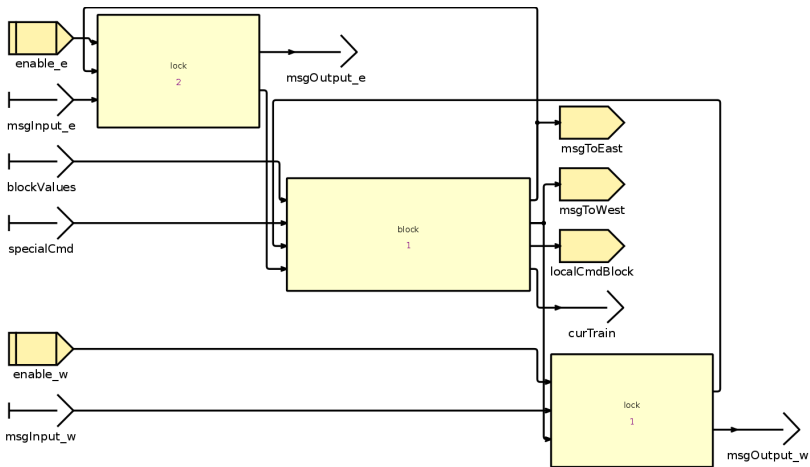 enable_e
lock
2
msgOutput_e
msgInput_e
msgToEast
blockValues
msgToWest
specialCmd
block
1
localCmdBlock
curTrain
enable_w
lock
1
msgInput_w
msgOutput_w